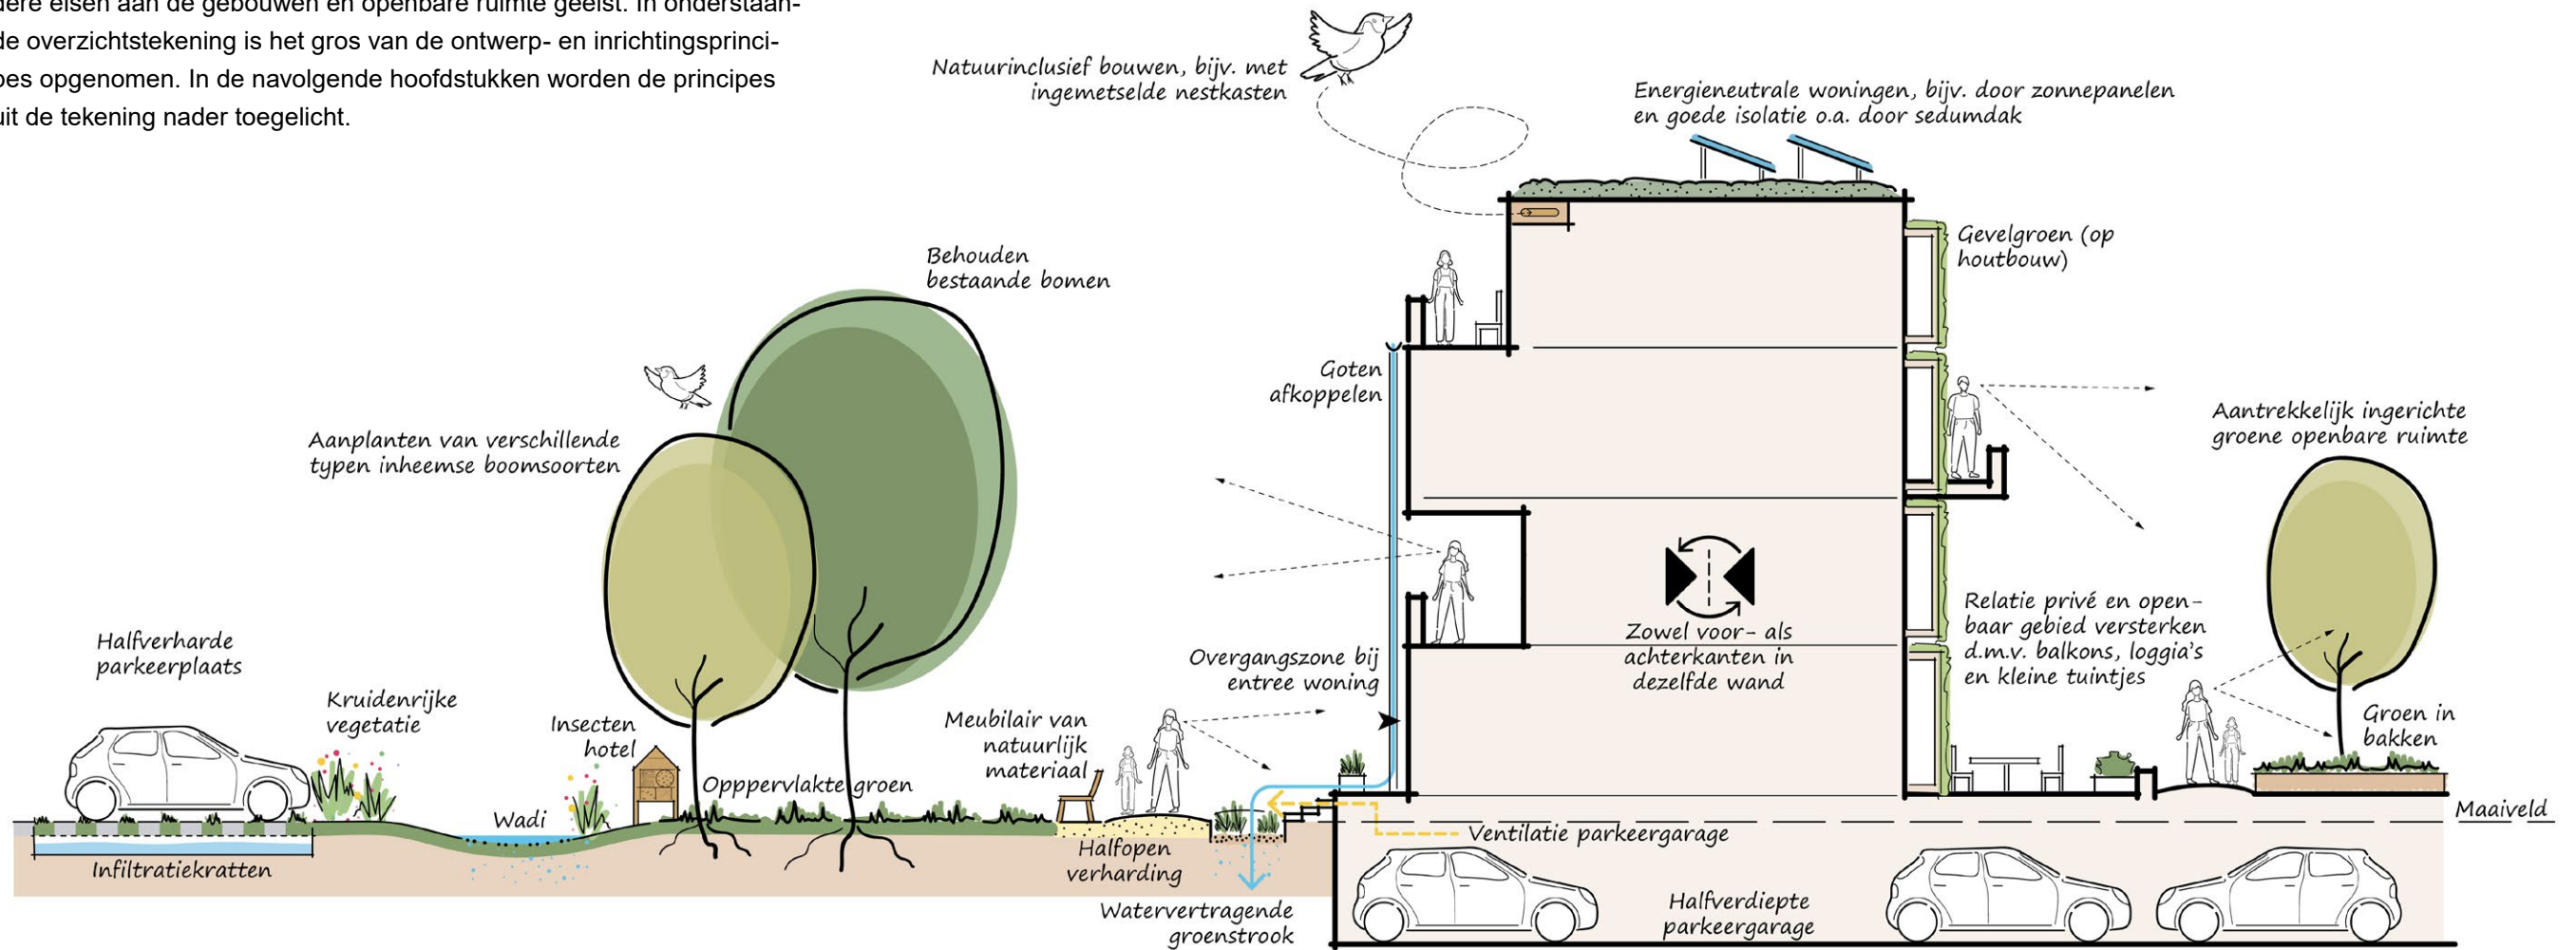 dere eisen aan de gebouwen en openbare ruimte geëist. In onderstaan-
de overzichtstekening is het gros van de ontwerp- en inrichtingsprinci-
pes opgenomen. In de navolgende hoofdstukken worden de principes
uit de tekening nader toegelicht.
Natuurinclusief bouwen, bijv. met
ingemetselde nestkasten
Energieneutrale woningen, bijv. door zonnepanelen
en goede isolatie o.a. door sedumdak
Gevelgroen (op
houtbouw)
Behouden
bestaande bomen
Goten
afkoppelen
Aanplanten van verschillende
typen inheemse boomsoorten
Aantrekkelijk ingerichte
groene openbare ruimte
Zowel voor- als
achterkanten in
dezelfde wand
Relatie privé en open-
baar gebied versterken
d.m.v. balkons, loggia's
en kleine tuintjes
Halfverharde
parkeerplaats
Kruidenrijke
vegetatie
Insecten
hotel
Overgangszone bij
entree woning
Meubilair van
natuurlijk
materiaal
Groen in
bakken
Opppervlakte groen
Wadi
Maaiveld
Ventilatie parkeergarage
Infiltratiekratten
Halfopen
verharding
Watervertragende
groenstrook
Halfverdiepte
parkeergarage